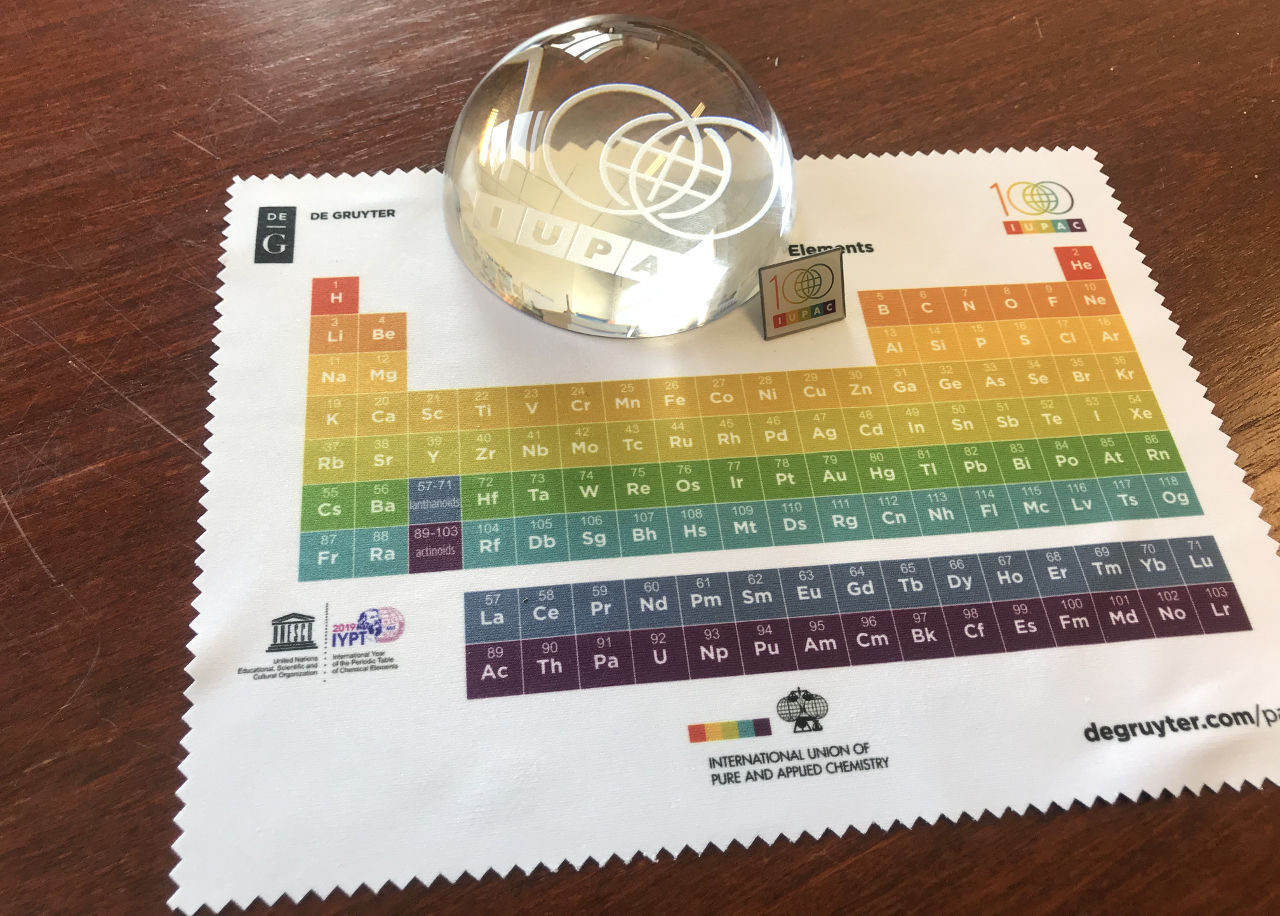 100
IUPA
DE
G
DE GRUYTER
100
IUPAC
Elements
100
IUPAC
1 H
2 He
3 Li
4 Be
5 B
6 C
7 N
8 O
9 F
10 Ne
11 Na
12 Mg
13 Al
14 Si
15 P
16 S
17 Cl
18 Ar
19 K
20 Ca
21 Sc
22 Ti
23 V
24 Cr
25 Mn
26 Fe
27 Co
28 Ni
29 Cu
30 Zn
31 Ga
32 Ge
33 As
34 Se
35 Br
36 Kr
37 Rb
38 Sr
39 Y
40 Zr
41 Nb
42 Mo
43 Tc
44 Ru
45 Rh
46 Pd
47 Ag
48 Cd
49 In
50 Sn
51 Sb
52 Te
53 I
54 Xe
55 Cs
56 Ba
57-71 lanthanoids
72 Hf
73 Ta
74 W
75 Re
76 Os
77 Ir
78 Pt
79 Au
80 Hg
81 Tl
82 Pb
83 Bi
84 Po
85 At
86 Rn
87 Fr
88 Ra
89-103 actinoids
104 Rf
105 Db
106 Sg
107 Bh
108 Hs
109 Mt
110 Ds
111 Rg
112 Cn
113 Nh
114 Fl
115 Mc
116 Lv
117 Ts
118 Og
57 La
58 Ce
59 Pr
60 Nd
61 Pm
62 Sm
63 Eu
64 Gd
65 Tb
66 Dy
67 Ho
68 Er
69 Tm
70 Yb
71 Lu
89 Ac
90 Th
91 Pa
92 U
93 Np
94 Pu
95 Am
96 Cm
97 Bk
98 Cf
99 Es
100 Fm
101 Md
102 No
103 Lr
UNESCO
United Nations
Educational, Scientific and
Cultural Organization
2019
IYPT
International Year
of the Periodic Table
of Chemical Elements
INTERNATIONAL UNION OF
PURE AND APPLIED CHEMISTRY
degruyter.com/pa